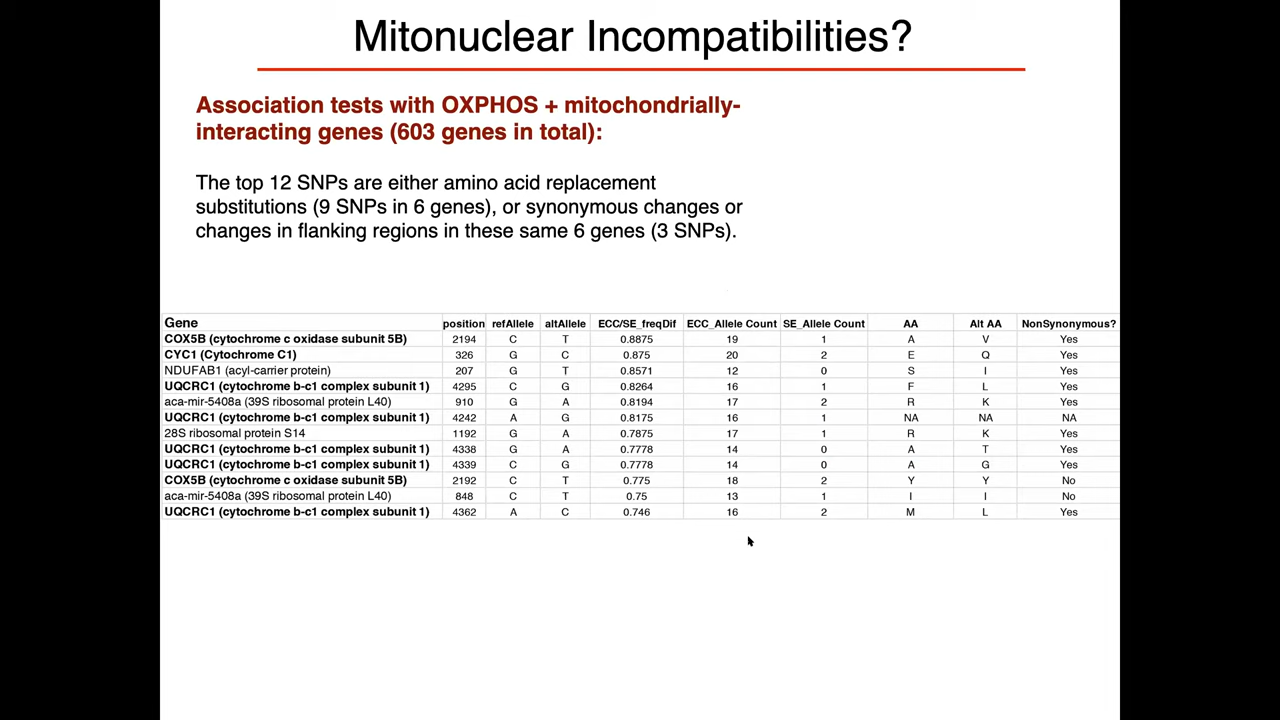 Mitonuclear Incompatibilities?
Association tests with OXPHOS + mitochondrially-
interacting genes (603 genes in total):
The top 12 SNPs are either amino acid replacement
substitutions (9 SNPs in 6 genes), or synonymous changes or
changes in flanking regions in these same 6 genes (3 SNPs).
Gene position refAllele altAllele ECC/SE_freqDif ECC_Allele Count SE_Allele Count AA Alt AA NonSynonymous?
COX5B (cytochrome c oxidase subunit 5B) 2194 C T 0.8875 19 1 A V Yes
CYC1 (Cytochrome C1) 326 G C 0.875 20 2 E Q Yes
NDUFAB1 (acyl-carrier protein) 207 G T 0.8571 12 0 S I Yes
UQCRC1 (cytochrome b-c1 complex subunit 1) 4295 C G 0.8264 16 1 F L Yes
aca-mir-5408a (39S ribosomal protein L40) 910 G A 0.8194 17 2 R K Yes
UQCRC1 (cytochrome b-c1 complex subunit 1) 4242 A G 0.8175 16 1 NA NA NA
28S ribosomal protein S14 1192 G A 0.7875 17 1 R K Yes
UQCRC1 (cytochrome b-c1 complex subunit 1) 4338 G A 0.7778 14 0 A T Yes
UQCRC1 (cytochrome b-c1 complex subunit 1) 4339 C G 0.7778 14 0 A G Yes
COX5B (cytochrome c oxidase subunit 5B) 2192 C T 0.775 18 2 Y Y No
aca-mir-5408a (39S ribosomal protein L40) 848 C T 0.75 13 1 I I No
UQCRC1 (cytochrome b-c1 complex subunit 1) 4362 A C 0.746 16 2 M L Yes